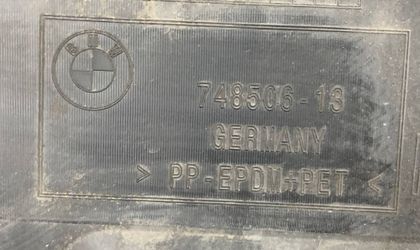 BMW
748506-13
GERMANY
> PP-EPDM+PET <